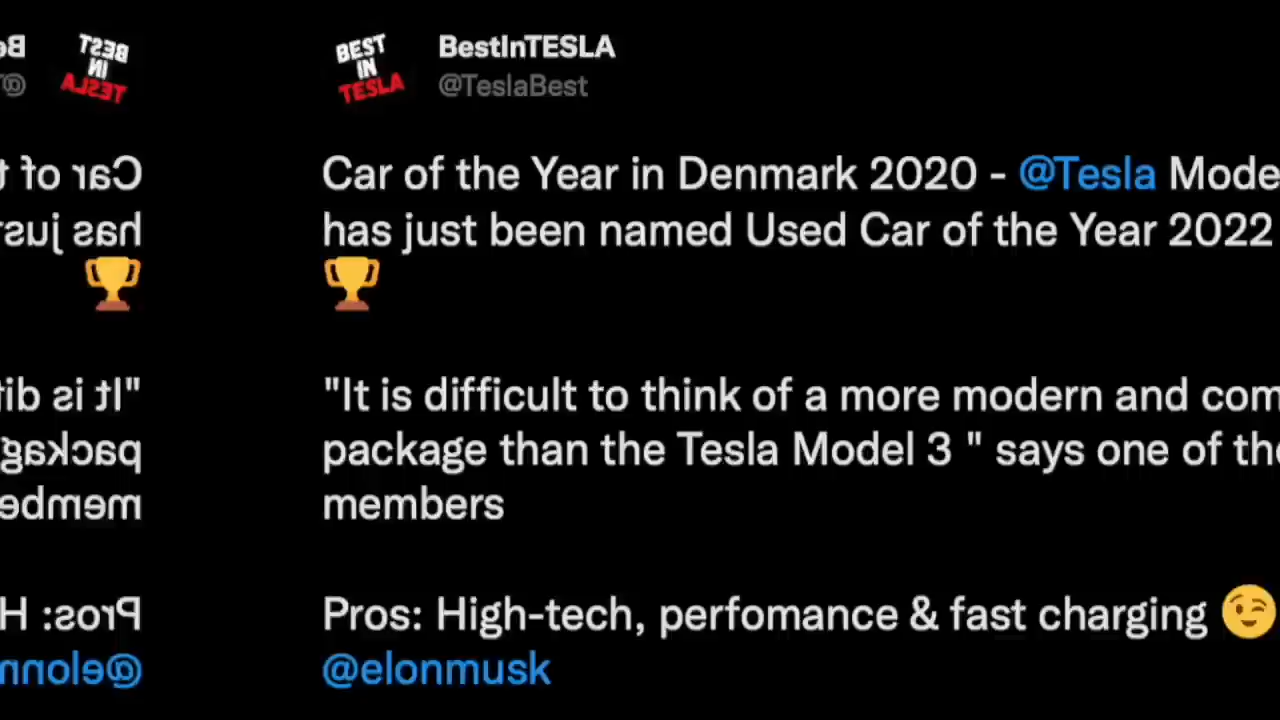 BEST
IN
TESLA
BestInTESLA
@TeslaBest
Car of the Year in Denmark 2020 - @Tesla Mode
has just been named Used Car of the Year 2022
"It is difficult to think of a more modern and com
package than the Tesla Model 3 " says one of the
members
Pros: High-tech, perfomance & fast charging
@elonmusk